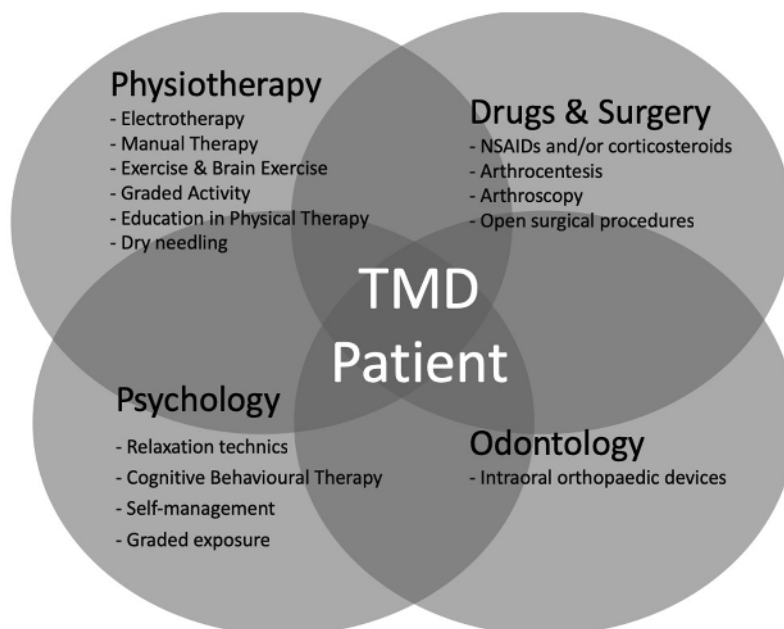 Physiotherapy
- Electrotherapy
- Manual Therapy
- Exercise & Brain Exercise
- Graded Activity
- Education in Physical Therapy
- Dry needling
Drugs & Surgery
- NSAIDs and/or corticosteroids
- Arthrocentesis
- Arthroscopy
- Open surgical procedures
TMD
Patient
Psychology
- Relaxation technics
- Cognitive Behavioural Therapy
- Self-management
- Graded exposure
Odontology
- Intraoral orthopaedic devices